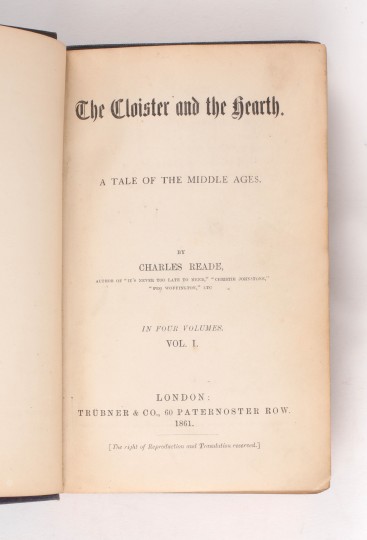 The Cloister and the Hearth.
A TALE OF THE MIDDLE AGES.
BY
CHARLES READE,
AUTHOR OF "IT'S NEVER TOO LATE TO MEND," "CHRISTIE JOHNSTONE,"
"PEG WOFFINGTON," ETC
IN FOUR VOLUMES.
VOL. I.
LONDON:
TRÜBNER & CO., 60 PATERNOSTER ROW.
1861.
[The right of Reproduction and Translation reserved.]